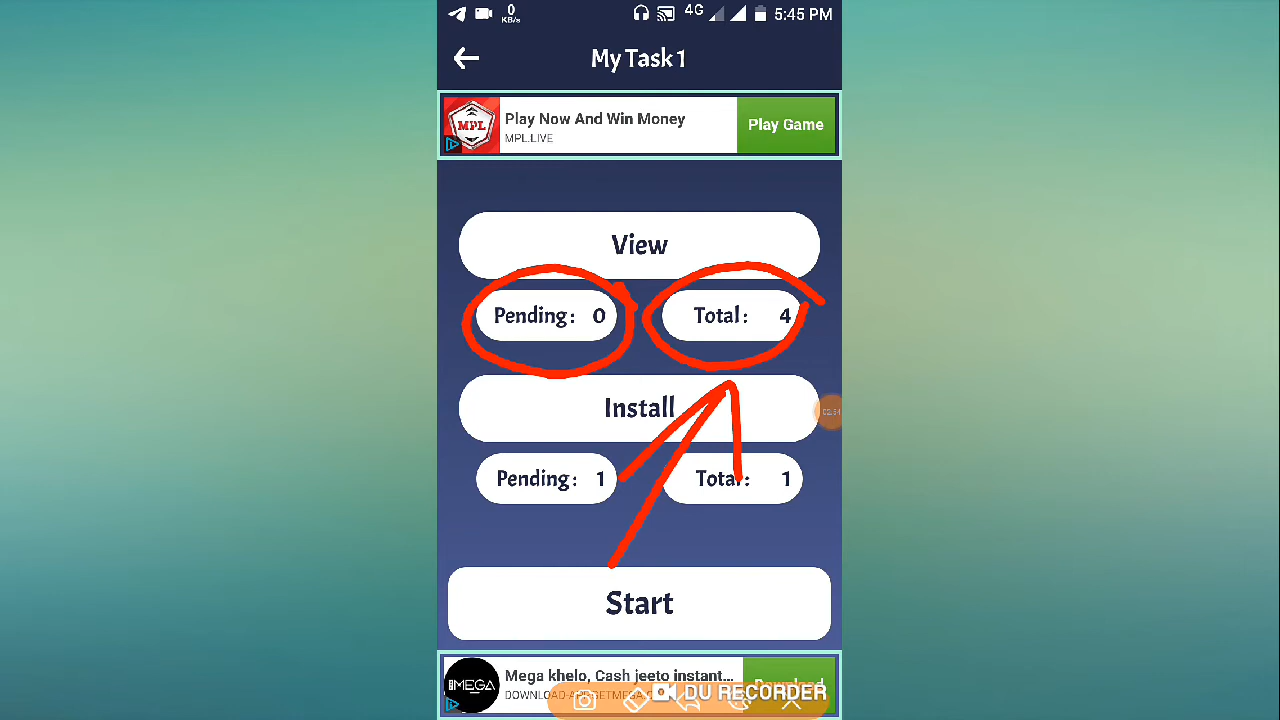 0
KB/s
4G
5:45 PM
My Task 1
MPL
Play Now And Win Money
MPL.LIVE
Play Game
View
Pending: 0
Total: 4
Install
Pending: 1
Total: 1
Start
MEGA
Mega khelo, Cash jeeto instant...
Download
DU RECORDER